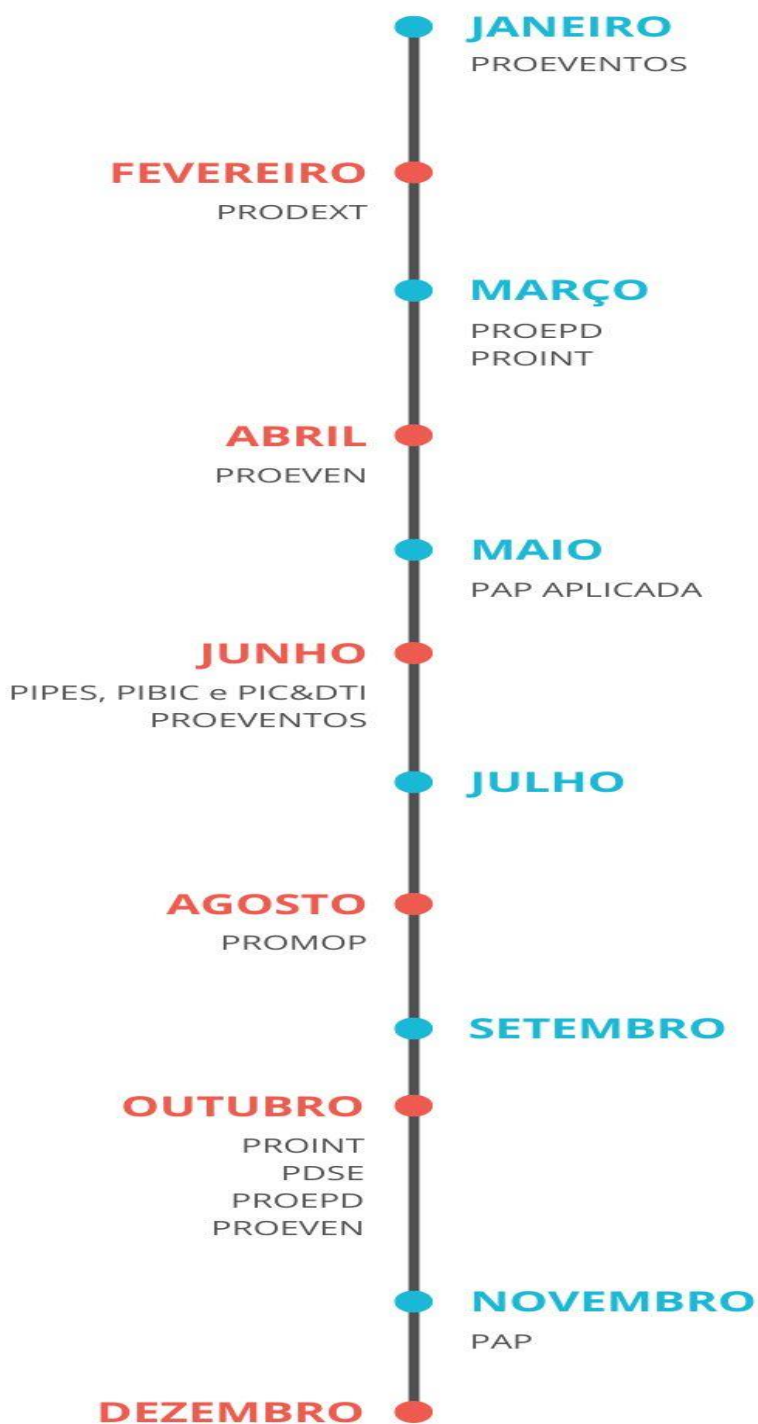 JANEIRO
PROEVENTOS
FEVEREIRO
PRODEXT
MARÇO
PROEPD
PROINT
ABRIL
PROEVEN
MAIO
PAP APLICADA
JUNHO
PIPES, PIBIC e PIC&DTI
PROEVENTOS
JULHO
AGOSTO
PROMOP
SETEMBRO
OUTUBRO
PROINT
PDSE
PROEPD
PROEVEN
NOVEMBRO
PAP
DEZEMBRO